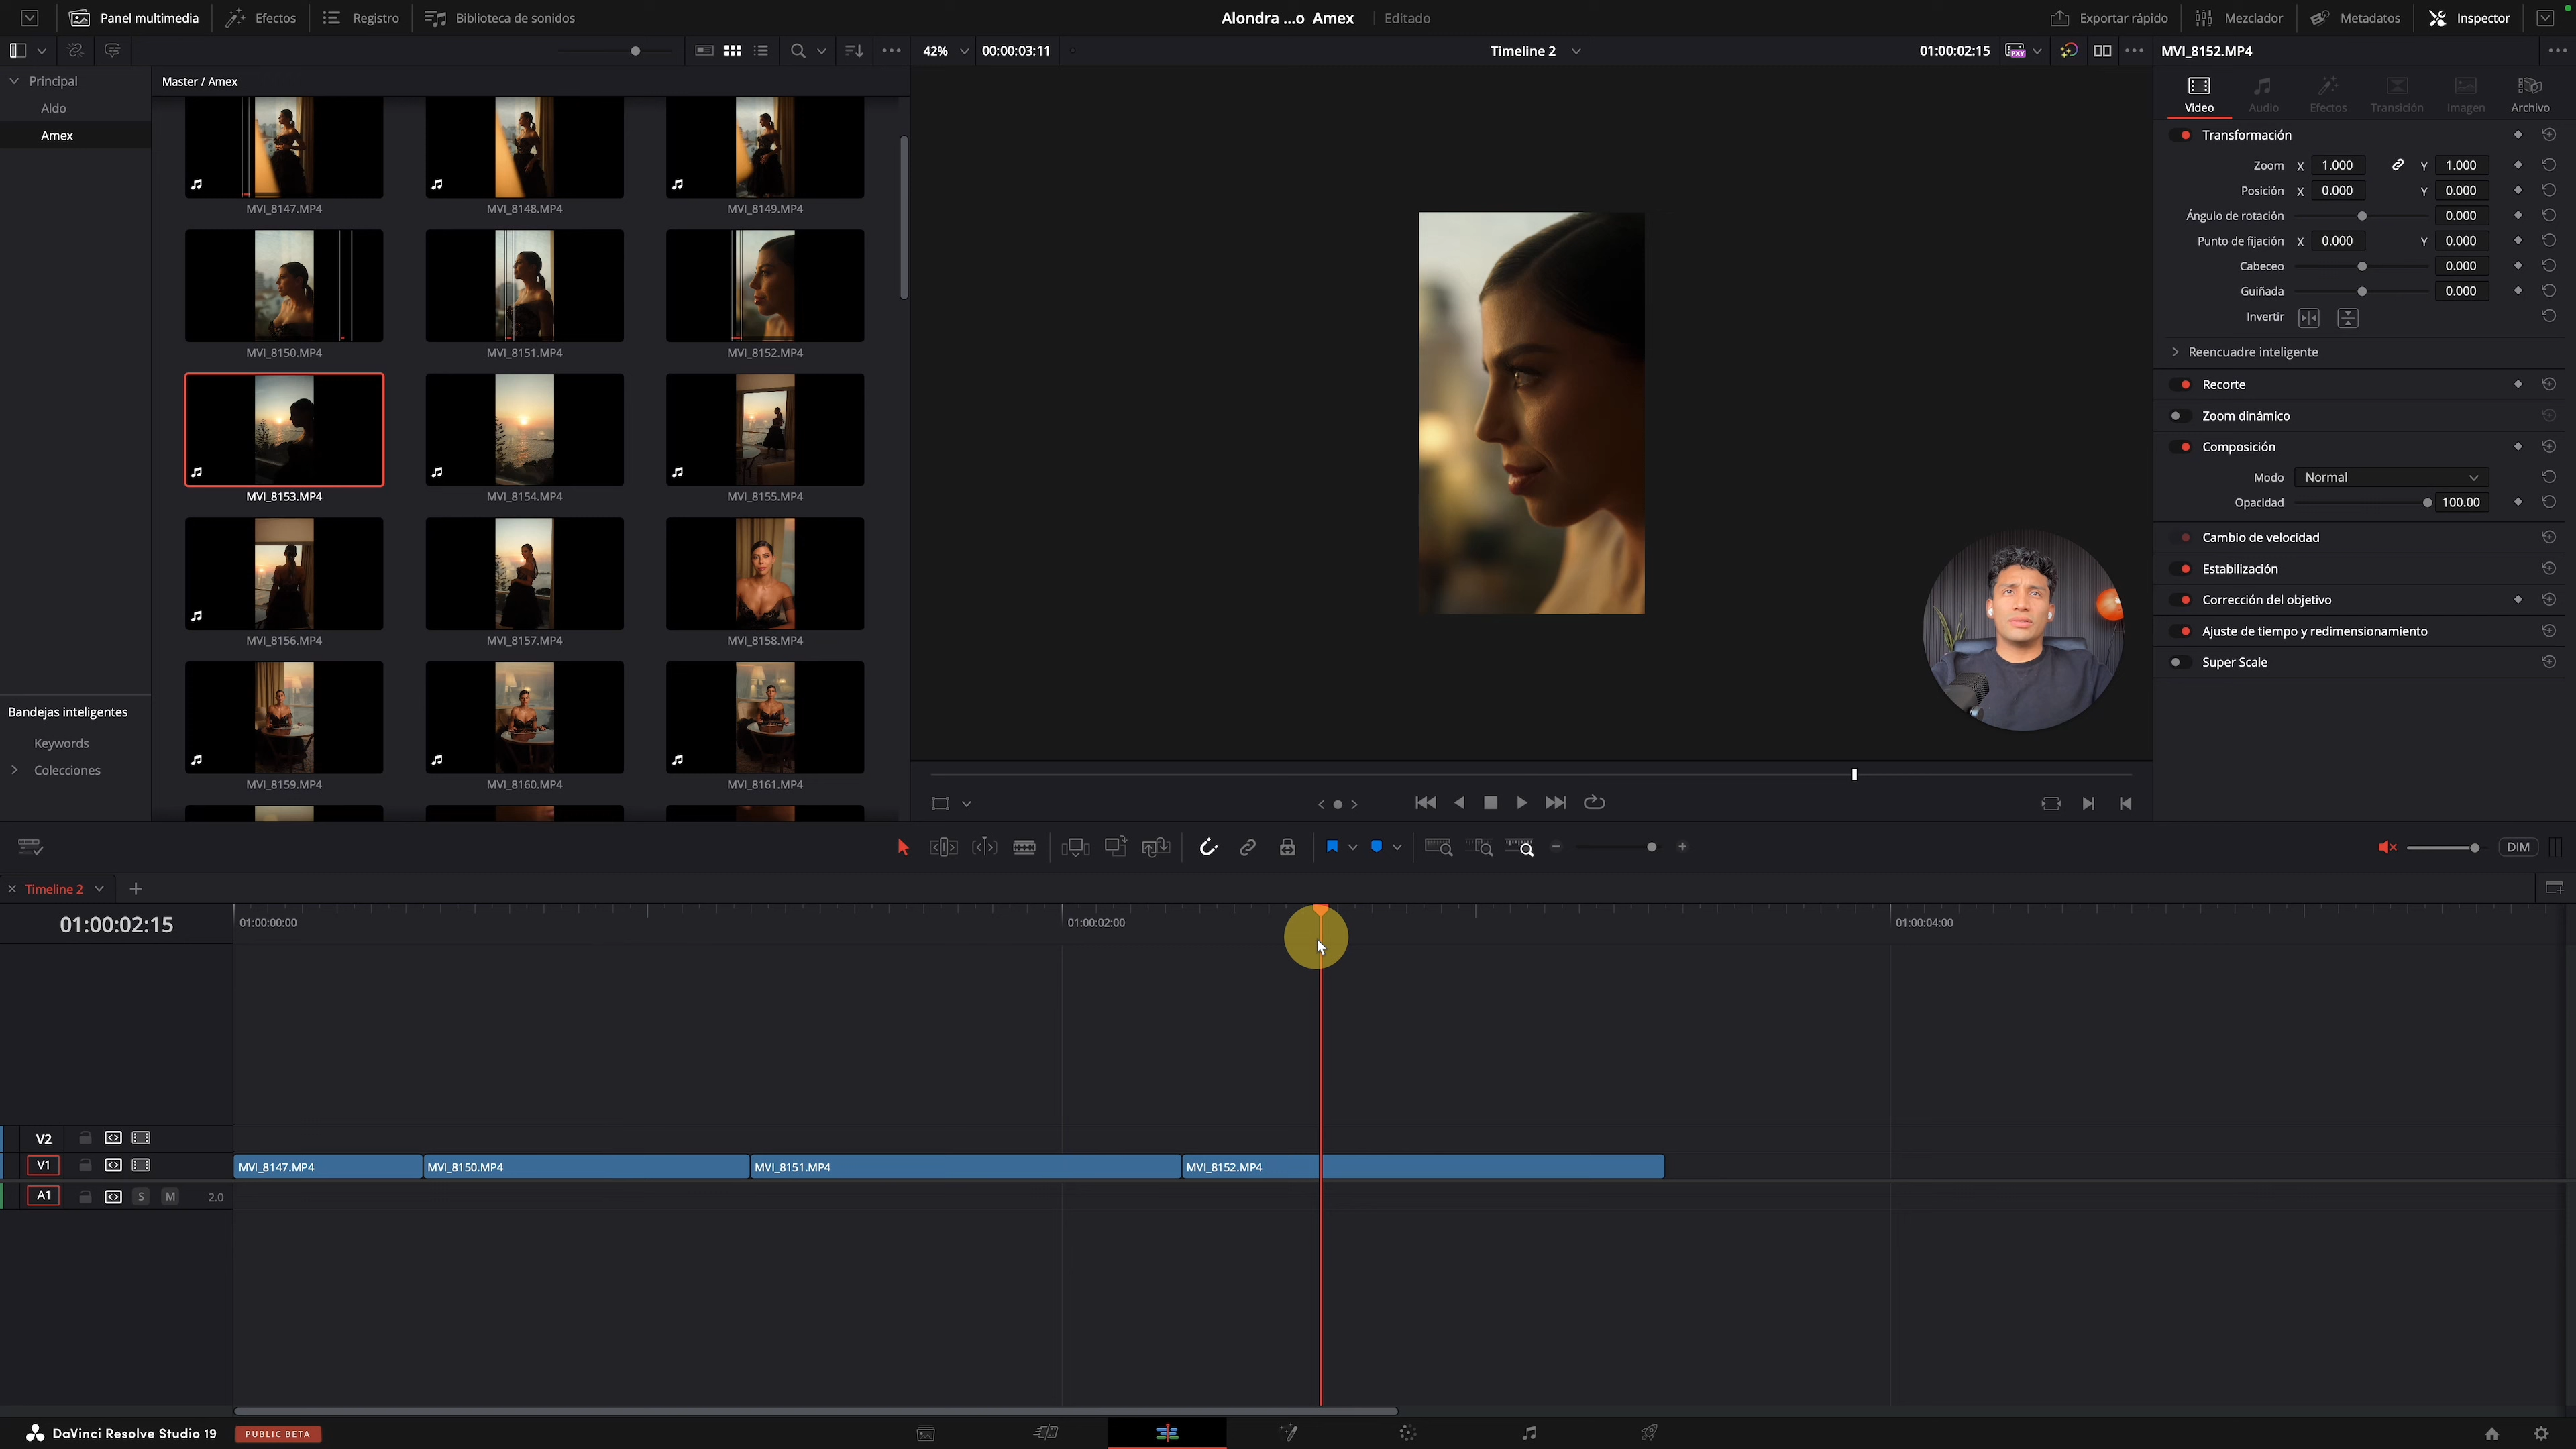 Panel multimedia Efectos Registro Biblioteca de sonidos Alondra ...o Amex Editado Exportar rápido Mezclador Metadatos Inspector
42% 00:00:03:11 Timeline 2 01:00:02:15 PXY MVI_8152.MP4
Principal
Aldo
Amex
Master / Amex
MVI_8147.MP4 MVI_8148.MP4 MVI_8149.MP4
MVI_8150.MP4 MVI_8151.MP4 MVI_8152.MP4
MVI_8153.MP4 MVI_8154.MP4 MVI_8155.MP4
MVI_8156.MP4 MVI_8157.MP4 MVI_8158.MP4
MVI_8159.MP4 MVI_8160.MP4 MVI_8161.MP4
Bandejas inteligentes
Keywords
Colecciones
Video Audio Efectos Transición Imagen Archivo
Transformación
Zoom X 1.000 Y 1.000
Posición X 0.000 Y 0.000
Ángulo de rotación 0.000
Punto de fijación X 0.000 Y 0.000
Cabeceo 0.000
Guiñada 0.000
Invertir
Reencuadre inteligente
Recorte
Zoom dinámico
Composición
Modo Normal
Opacidad 100.00
Cambio de velocidad
Estabilización
Corrección del objetivo
Ajuste de tiempo y redimensionamiento
Super Scale
DIM
Timeline 2
01:00:02:15 01:00:00:00 01:00:02:00 01:00:04:00
V2
V1 MVI_8147.MP4 MVI_8150.MP4 MVI_8151.MP4 MVI_8152.MP4
A1 S M 2.0
DaVinci Resolve Studio 19 PUBLIC BETA